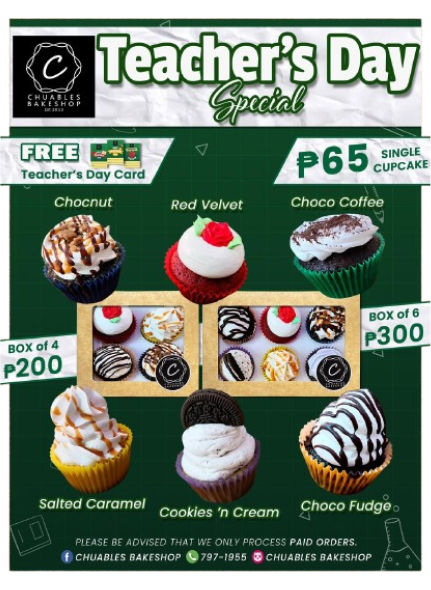 C
CHUABLES
BAKESHOP
Teacher's Day
Special
FREE
Teacher's Day Card
₱65 SINGLE CUPCAKE
Chocnut
Red Velvet
Choco Coffee
BOX of 4
₱200
BOX of 6
₱300
C
C
Salted Caramel
Cookies 'n Cream
Choco Fudge
PLEASE BE ADVISED THAT WE ONLY PROCESS PAID ORDERS.
CHUABLES BAKESHOP 797-1955 CHUABLES BAKESHOP